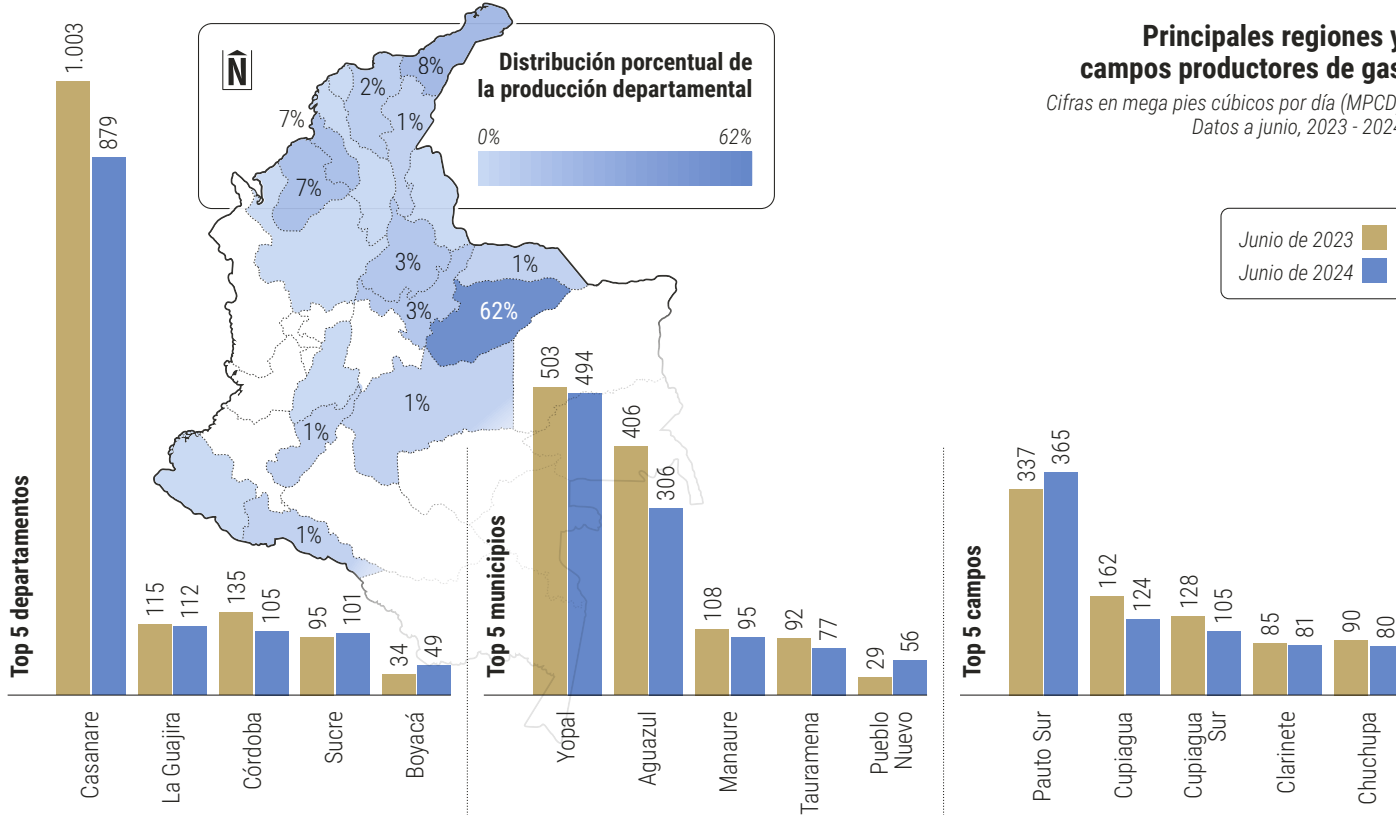 Principales regiones y
campos productores de gas
Cifras en mega pies cúbicos por día (MPCD
Datos a junio, 2023 - 2024
Junio de 2023
Junio de 2024
N
Distribución porcentual de
la producción departamental
0% 62%
8%
2%
1%
7%
7%
3%
1%
3%
62%
1%
1%
1%
Top 5 departamentos
1.003 879
115 112
135 105
95 101
34 49
Casanare
La Guajira
Córdoba
Sucre
Boyacá
Top 5 municipios
503 494
406 306
108 95
92 77
29 56
Yopal
Aguazul
Manaure
Tauramena
Pueblo
Nuevo
Top 5 campos
337 365
162 124
128 105
85 81
90 80
Pauto Sur
Cupiagua
Cupiagua
Sur
Clarinete
Chuchupa